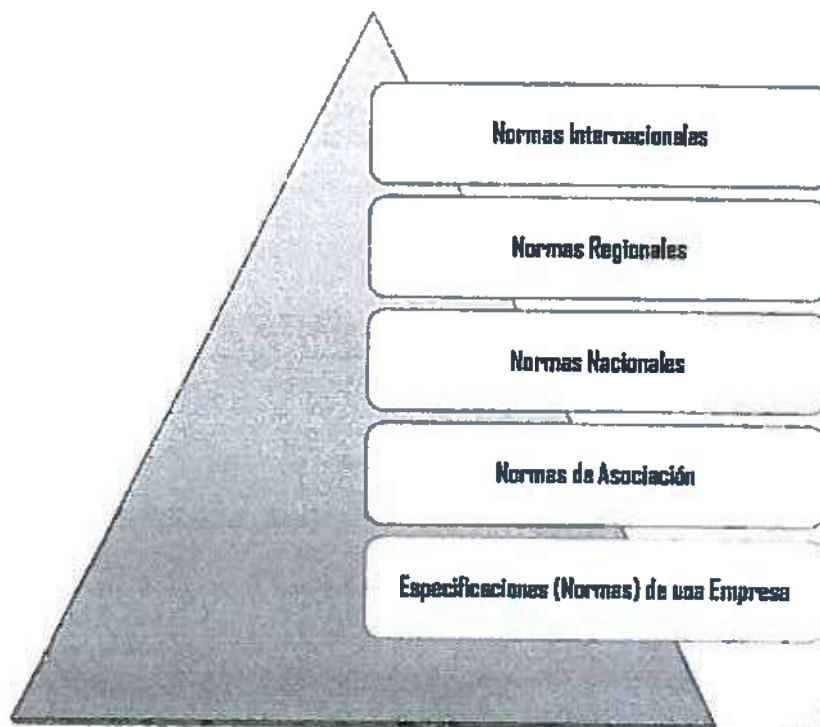 Normas Internacionales
Normas Regionales
Normas Nacionales
Normas de Asociación
Especificaciones (Normas) de una Empresa